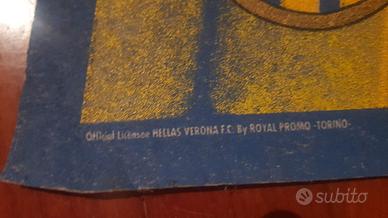 Official Licensee HELLAS VERONA F.C. By ROYAL PROMO -TORINO-
subito